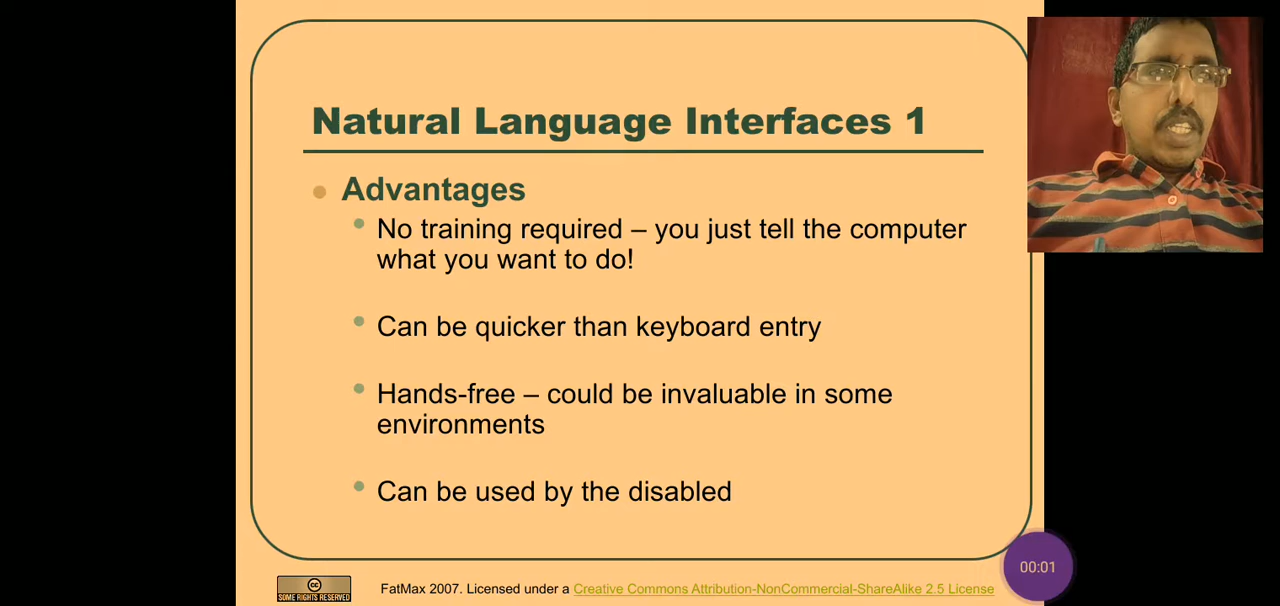 Natural Language Interfaces 1
Advantages
No training required – you just tell the computer
what you want to do!
Can be quicker than keyboard entry
Hands-free – could be invaluable in some
environments
Can be used by the disabled
cc
SOME RIGHTS RESERVED
FatMax 2007. Licensed under a Creative Commons Attribution-NonCommercial-ShareAlike 2.5 License
00:01